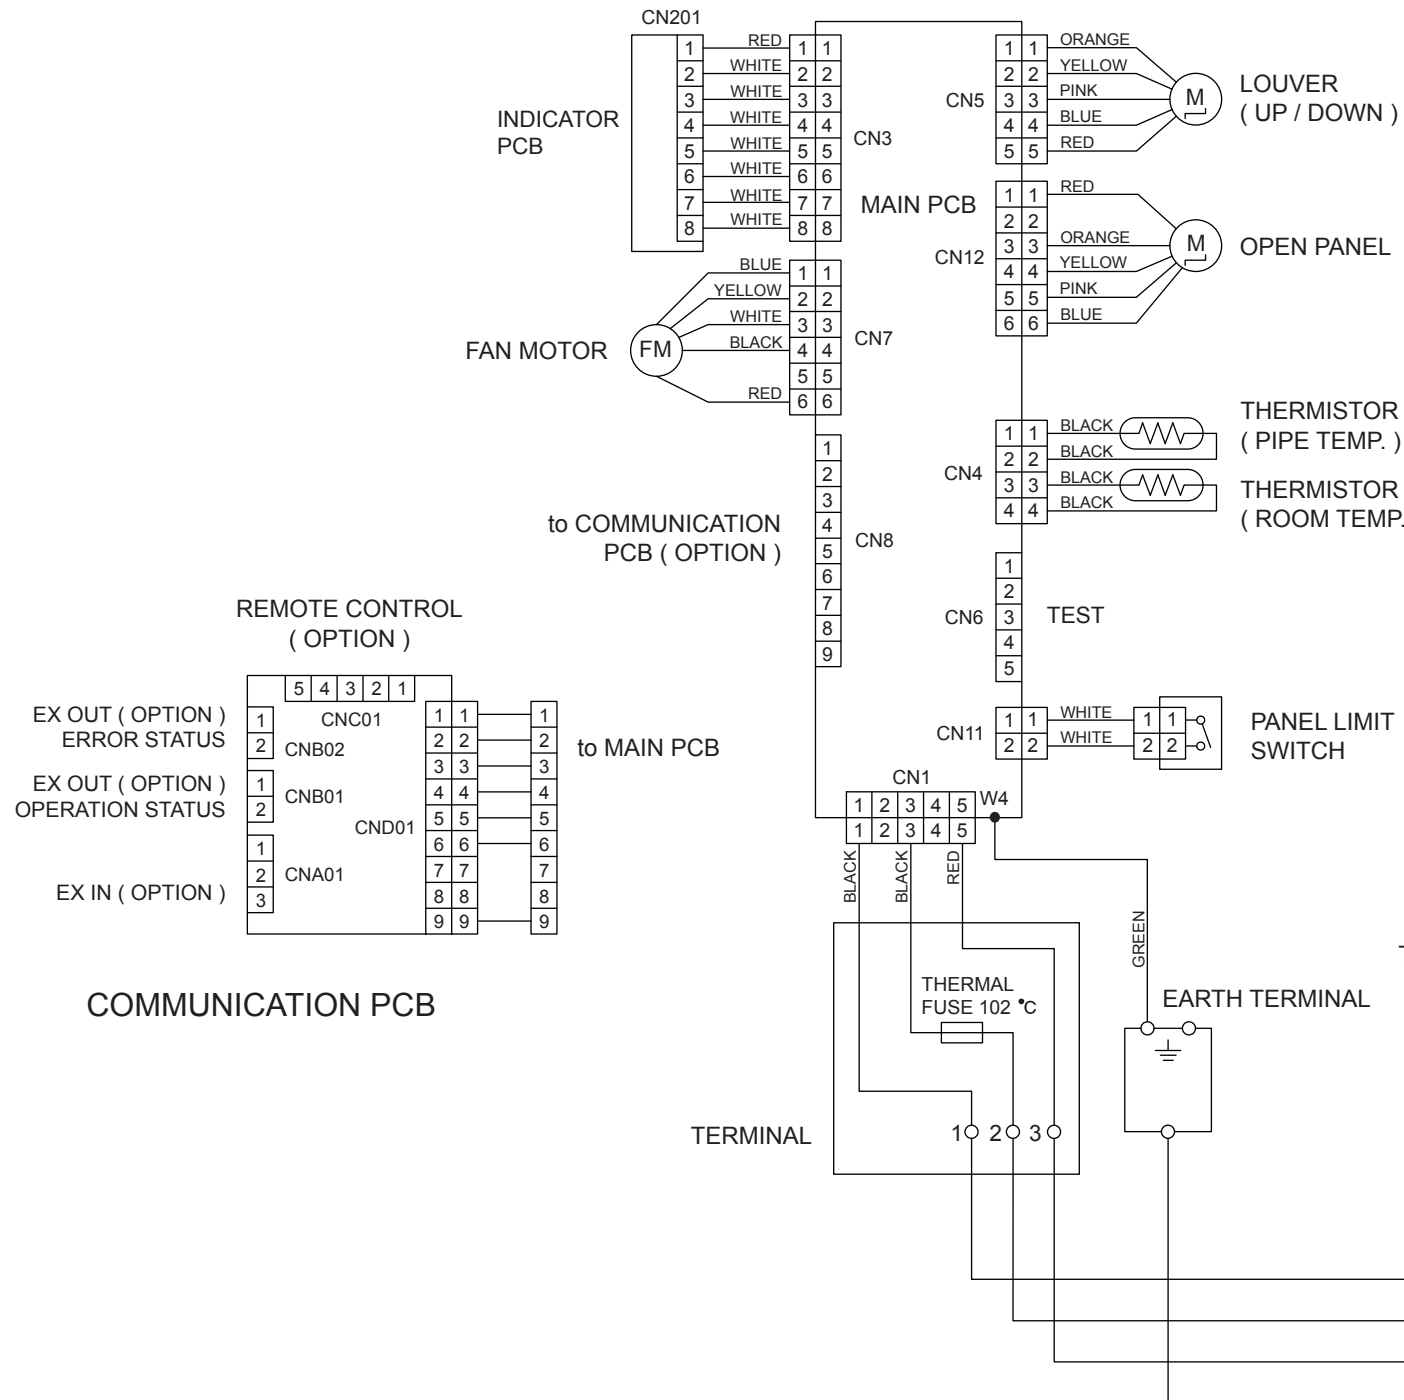 CN201
INDICATOR
PCB
1 RED 1 1
2 WHITE 2 2
3 WHITE 3 3
4 WHITE 4 4
5 WHITE 5 5
6 WHITE 6 6
7 WHITE 7 7
8 WHITE 8 8
CN3
MAIN PCB
CN5
1 1 ORANGE
2 2 YELLOW
3 3 PINK
4 4 BLUE
5 5 RED
M
LOUVER
( UP / DOWN )
CN12
1 1 RED
2 2
3 3 ORANGE
4 4 YELLOW
5 5 PINK
6 6 BLUE
M
OPEN PANEL
FAN MOTOR
FM
BLUE 1 1
YELLOW 2 2
WHITE 3 3
BLACK 4 4
5 5
RED 6 6
CN7
CN4
1 1 BLACK
2 2 BLACK
3 3 BLACK
4 4 BLACK
THERMISTOR
( PIPE TEMP. )
THERMISTOR
( ROOM TEMP.
to COMMUNICATION
PCB ( OPTION )
1
2
3
4
5
6
7
8
9
CN8
CN6
1
2
3
4
5
TEST
CN11
1 1 WHITE 1 1
2 2 WHITE 2 2
PANEL LIMIT
SWITCH
REMOTE CONTROL
( OPTION )
5 4 3 2 1
CNC01
EX OUT ( OPTION )
ERROR STATUS
1
2
CNB02
EX OUT ( OPTION )
OPERATION STATUS
1
2
CNB01
EX IN ( OPTION )
1
2
3
CNA01
CND01
1 1 1
2 2 2
3 3 3
4 4 4
5 5 5
6 6 6
7 7 7
8 8 8
9 9 9
to MAIN PCB
COMMUNICATION PCB
CN1
1 2 3 4 5
W4
1 2 3 4 5
BLACK
BLACK
RED
GREEN
THERMAL
FUSE 102 °C
EARTH TERMINAL
TERMINAL
1 2 3